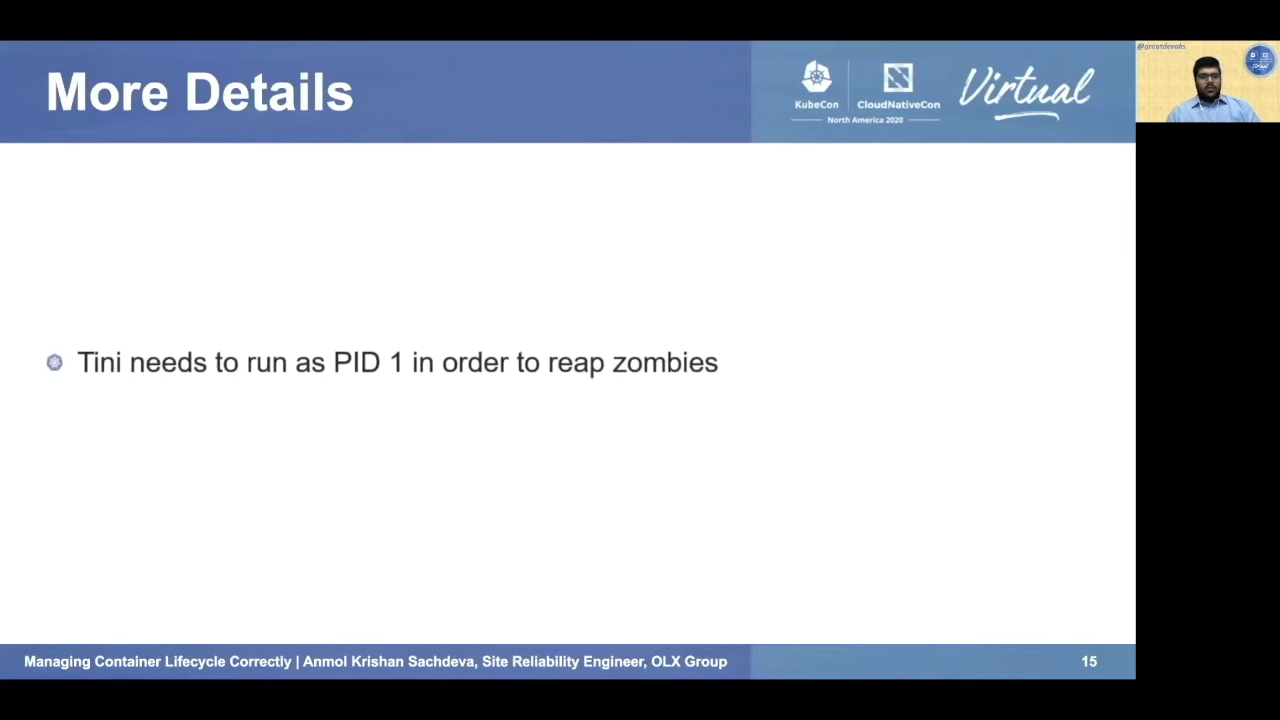 More Details
KubeCon
CloudNativeCon
North America 2020
Virtual
@greatdevaks
Tini needs to run as PID 1 in order to reap zombies
Managing Container Lifecycle Correctly | Anmol Krishan Sachdeva, Site Reliability Engineer, OLX Group
15